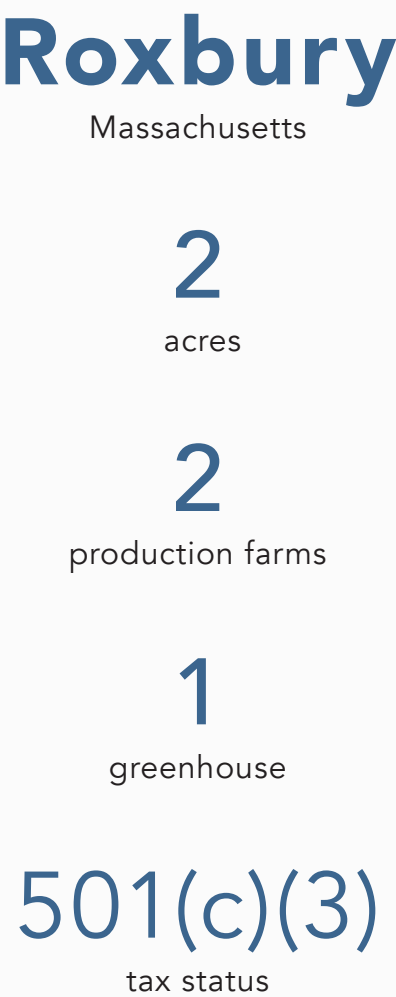 Roxbury
Massachusetts
2
acres
2
production farms
1
greenhouse
501(c)(3)
tax status